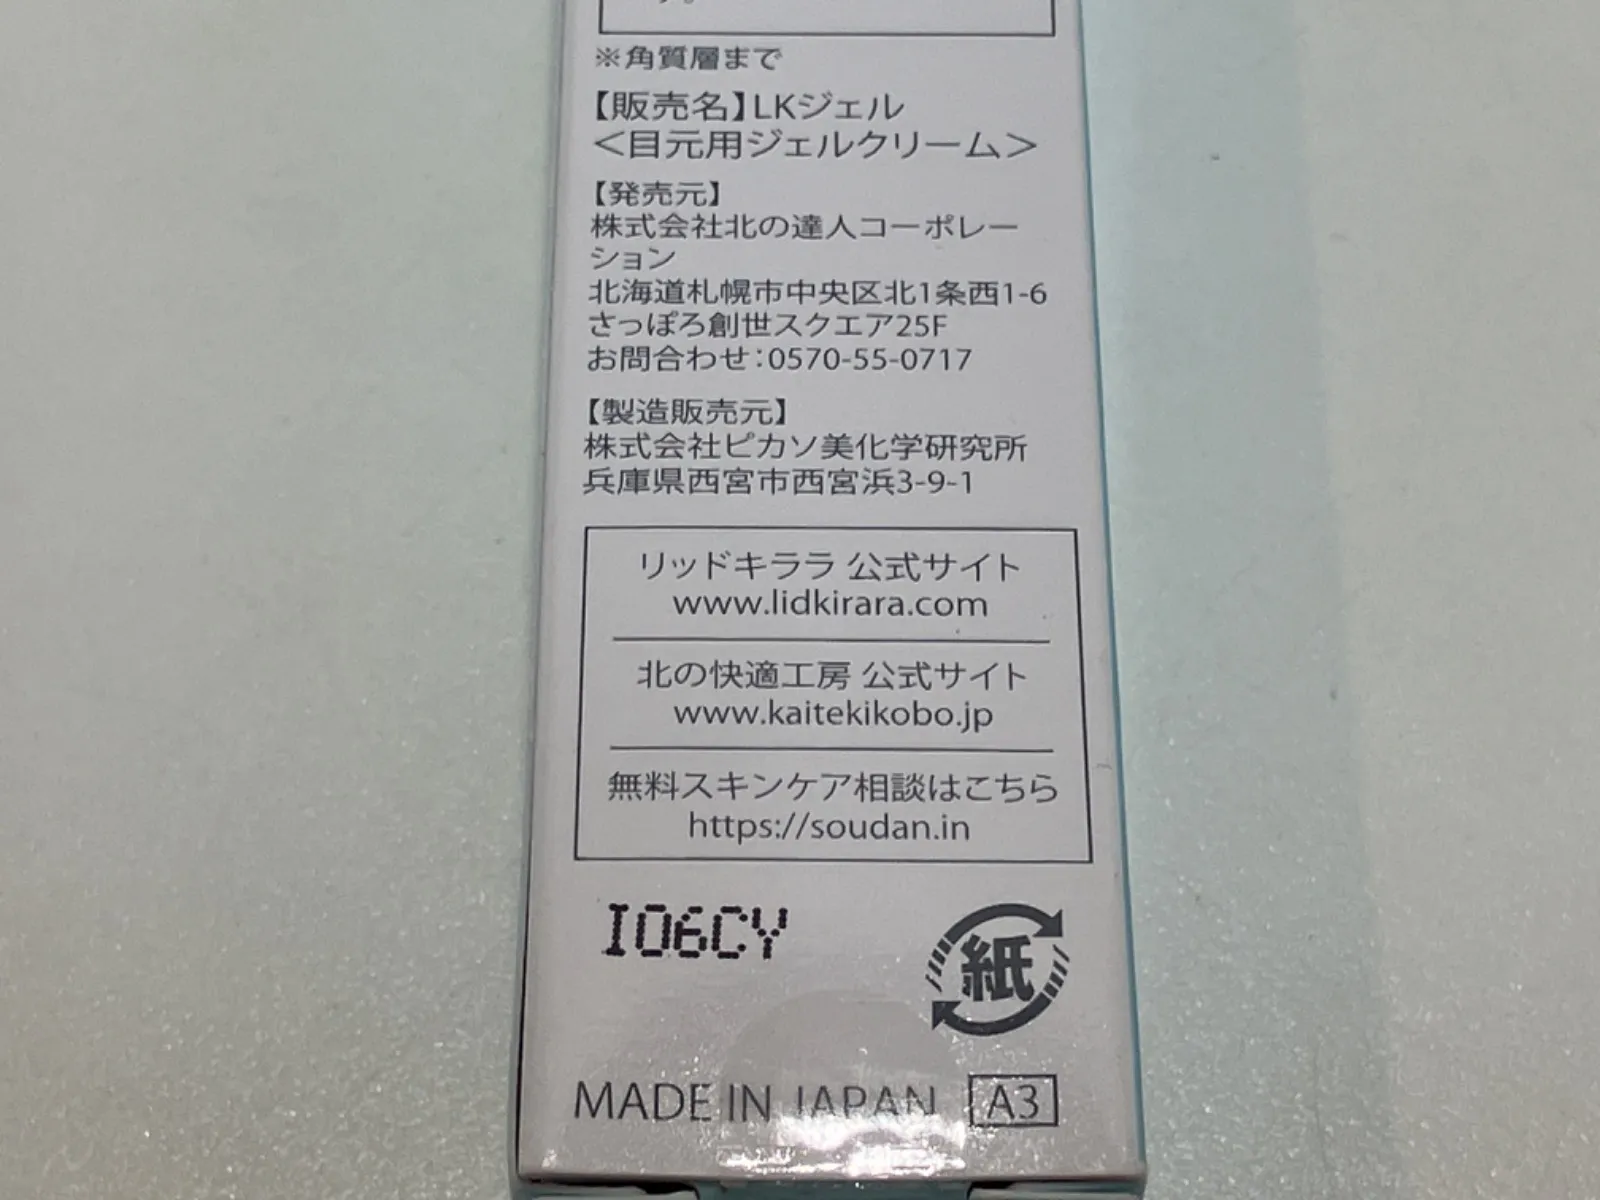 す。
※角質層まで
【販売名】LKジェル
＜目元用ジェルクリーム＞
【発売元】
株式会社北の達人コーポレー
ション
北海道札幌市中央区北1条西1-6
さっぽろ創世スクエア25F
お問合わせ：0570-55-0717
【製造販売元】
株式会社ピカソ美化学研究所
兵庫県西宮市西宮浜3-9-1
リッドキララ 公式サイト
www.lidkirara.com
北の快適工房 公式サイト
www.kaitekikobo.jp
無料スキンケア相談はこちら
https://soudan.in
I06CY
紙
MADE IN JAPAN A3